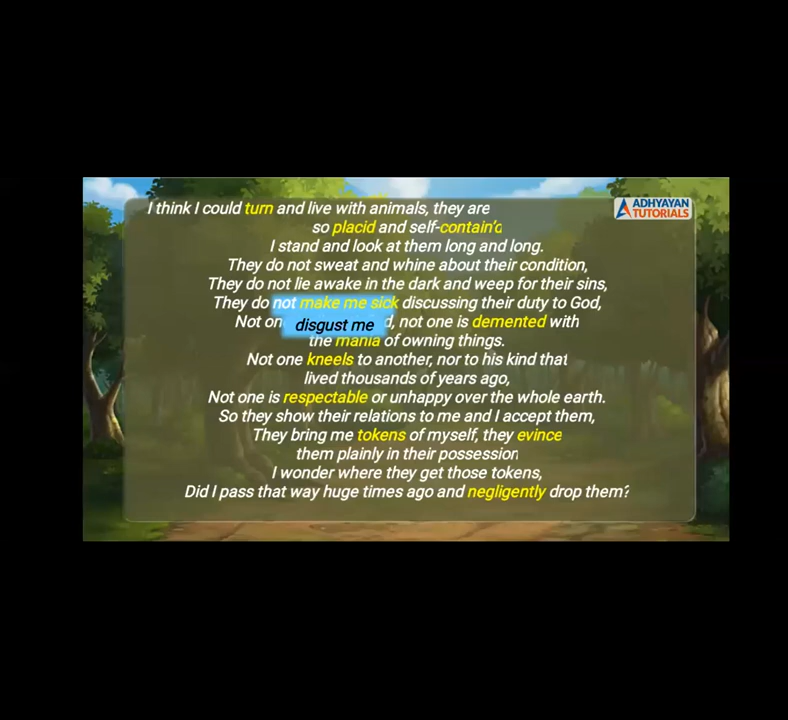 ADHYAYAN
TUTORIALS
I think I could turn and live with animals, they are
so placid and self-contain'd
I stand and look at them long and long.
They do not sweat and whine about their condition,
They do not lie awake in the dark and weep for their sins,
They do not make me sick discussing their duty to God,
Not one not one is demented with
disgust me
the mania of owning things.
Not one kneels to another, nor to his kind that
lived thousands of years ago,
Not one is respectable or unhappy over the whole earth.
So they show their relations to me and I accept them,
They bring me tokens of myself, they evince
them plainly in their possession
I wonder where they get those tokens,
Did I pass that way huge times ago and negligently drop them?